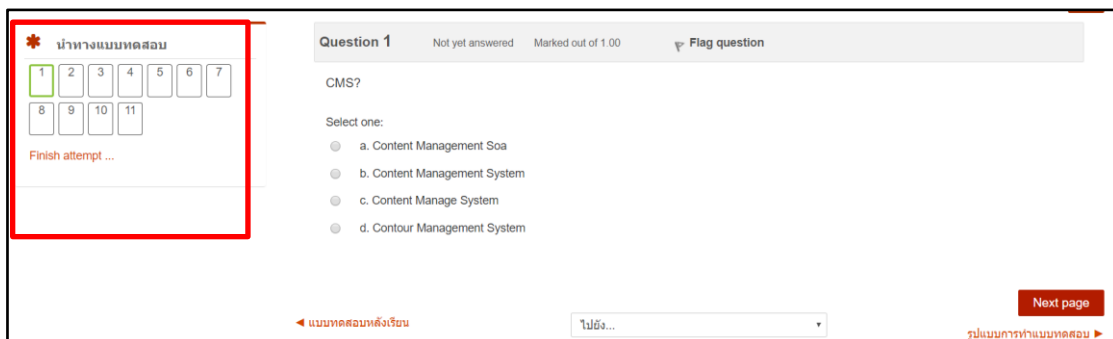 นำทางแบบทดสอบ
1 2 3 4 5 6 7
8 9 10 11
Finish attempt ...
Question 1 Not yet answered Marked out of 1.00 Flag question
CMS?
Select one:
a. Content Management Soa
b. Content Management System
c. Content Manage System
d. Contour Management System
Next page
◄ แบบทดสอบหลังเรียน
ไปยัง...
รูปแบบการทำแบบทดสอบ ►